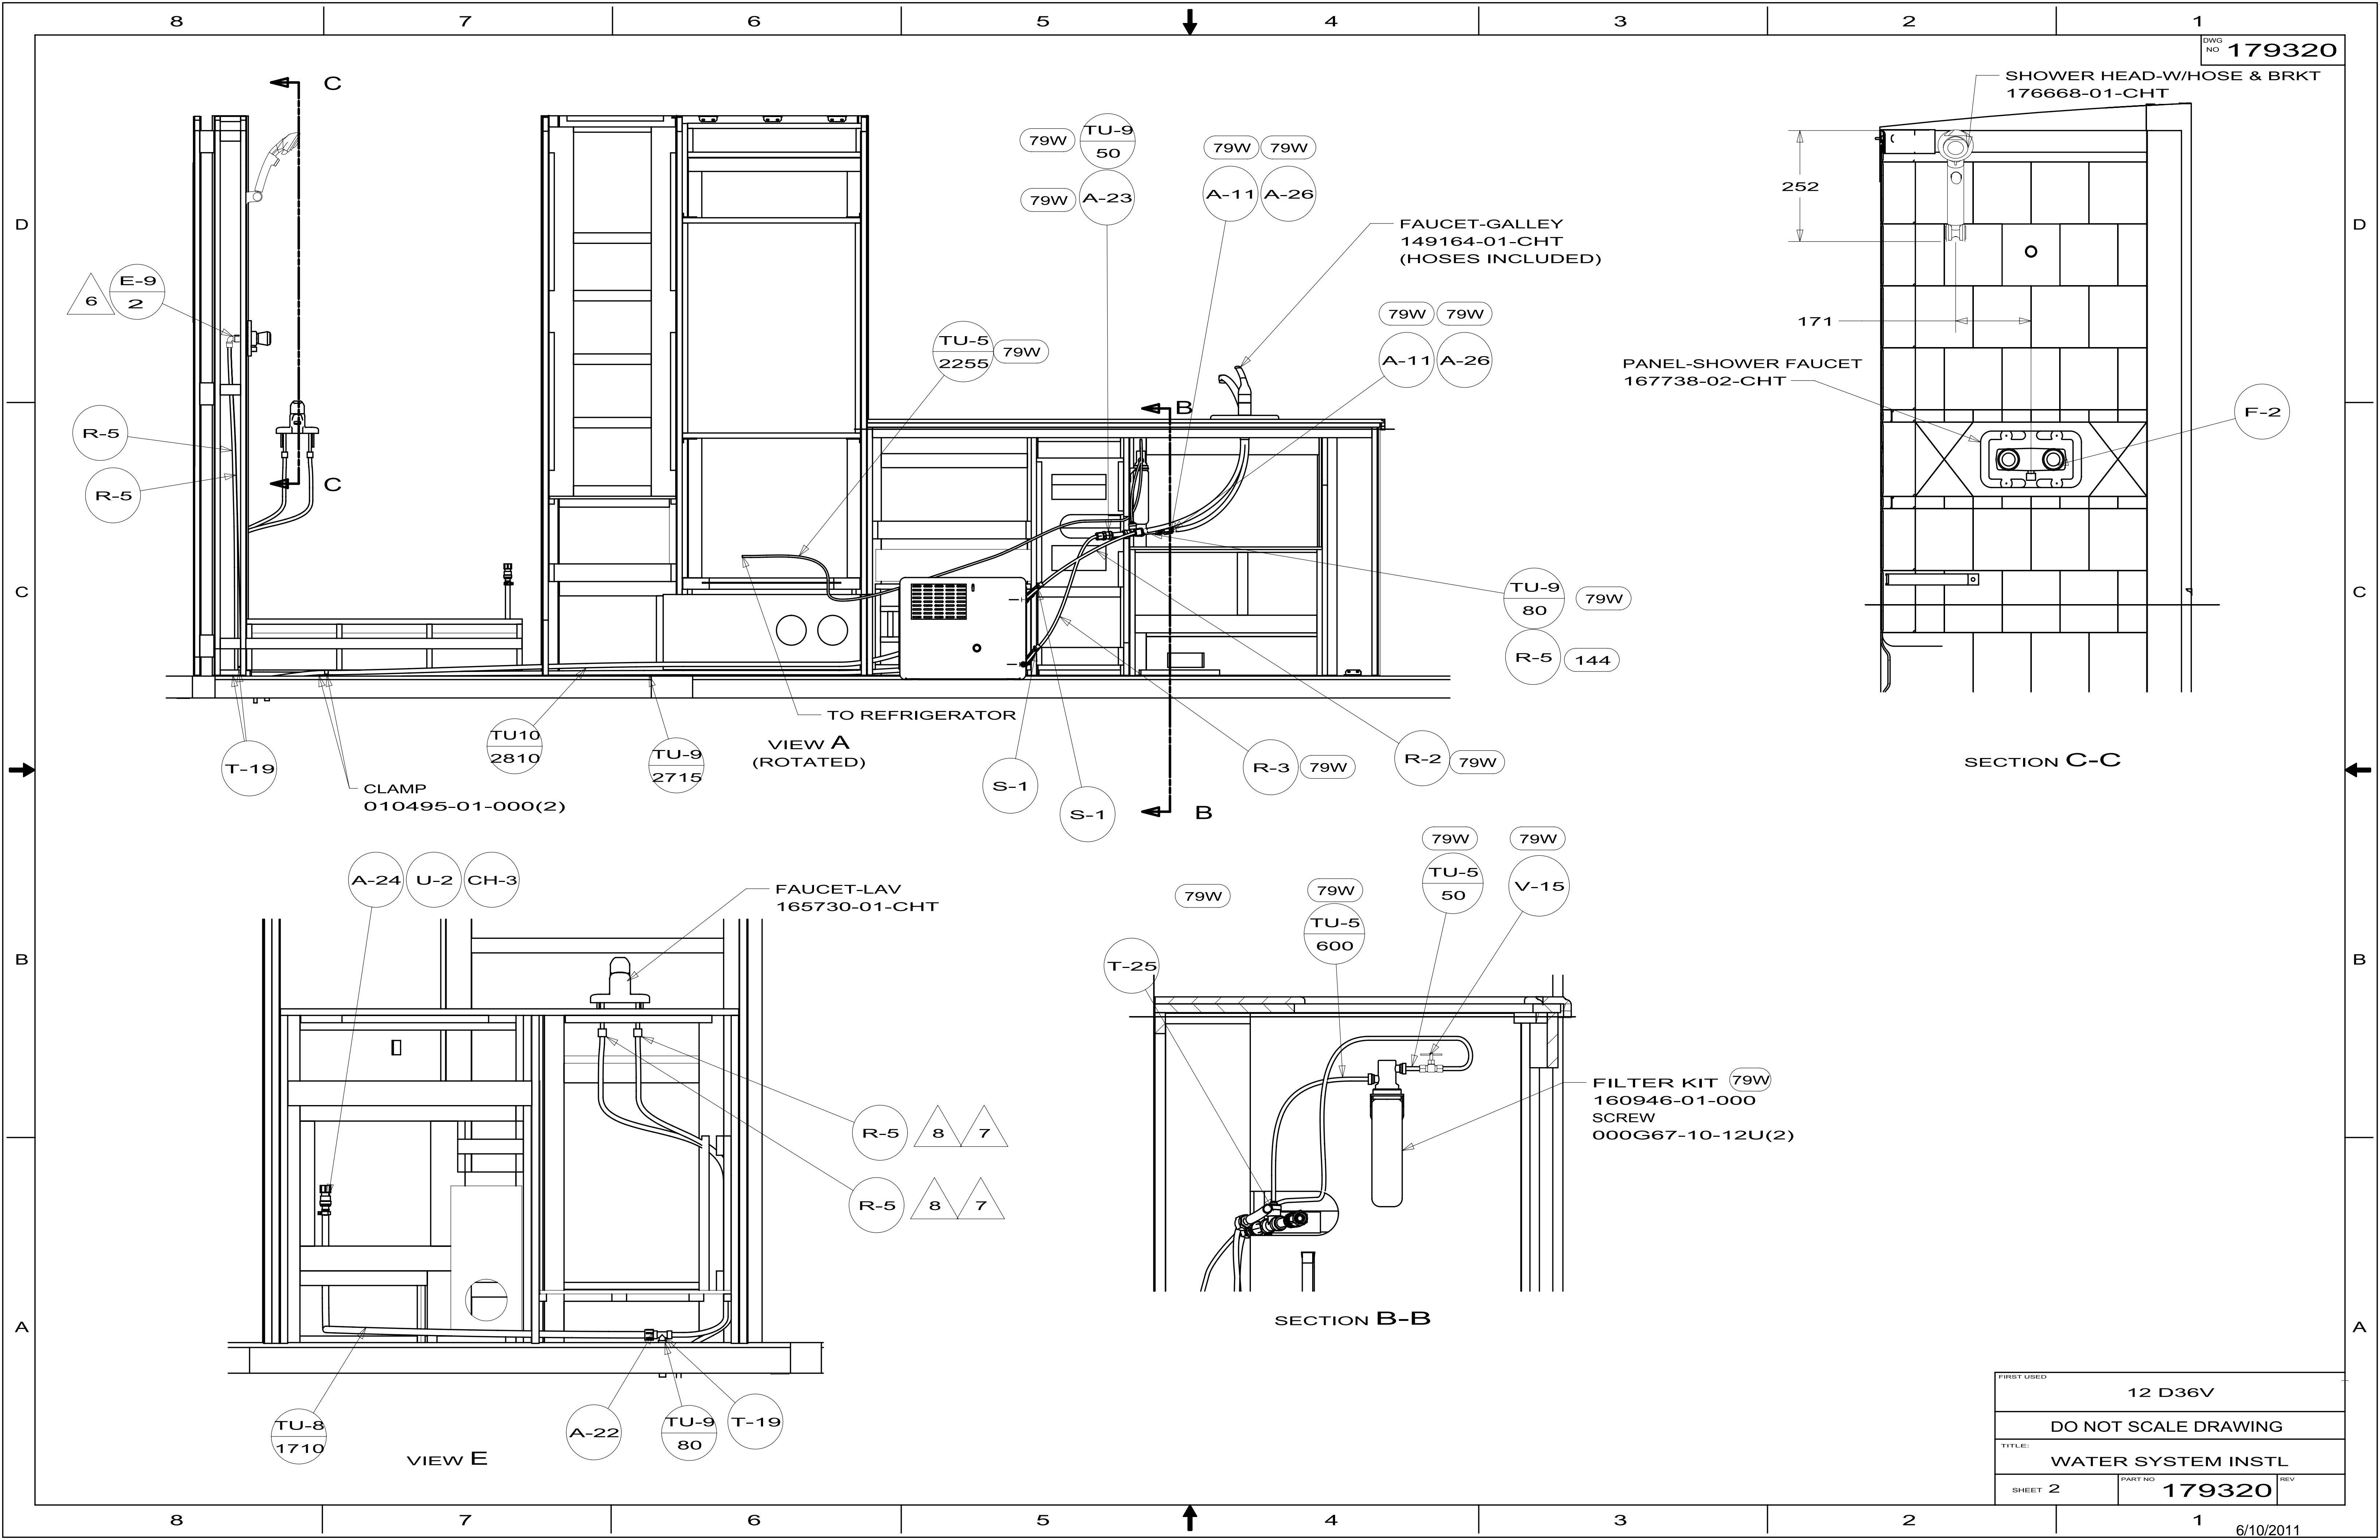 8 7 6 5 4 3 2 1
DWG NO 179320
C
SHOWER HEAD-W/HOSE & BRKT
176668-01-CHT
79W TU-9 50
79W A-23
79W 79W
A-11 A-26
FAUCET-GALLEY
149164-01-CHT
(HOSES INCLUDED)
252
D
D
6 E-9 2
79W 79W
A-11 A-26
TU-5 2255 79W
171
PANEL-SHOWER FAUCET
167738-02-CHT
F-2
B
R-5
R-5
C
C
C
TU-9 80 79W
R-5 144
TO REFRIGERATOR
VIEW A
(ROTATED)
TU10 2810
TU-9 2715
T-19
CLAMP
010495-01-000(2)
S-1
S-1
R-3 79W
R-2 79W
B
SECTION C-C
A-24 U-2 CH-3
FAUCET-LAV
165730-01-CHT
79W
79W
TU-5 600
79W
TU-5 50
79W
V-15
T-25
B
B
FILTER KIT 79W
160946-01-000
SCREW
000G67-10-12U(2)
R-5 8 7
R-5 8 7
SECTION B-B
A
A
TU-8 1710
A-22
TU-9 80
T-19
VIEW E
FIRST USED
12 D36V
DO NOT SCALE DRAWING
TITLE:
WATER SYSTEM INSTL
SHEET 2
PART NO 179320
REV
8 7 6 5 4 3 2 1
6/10/2011